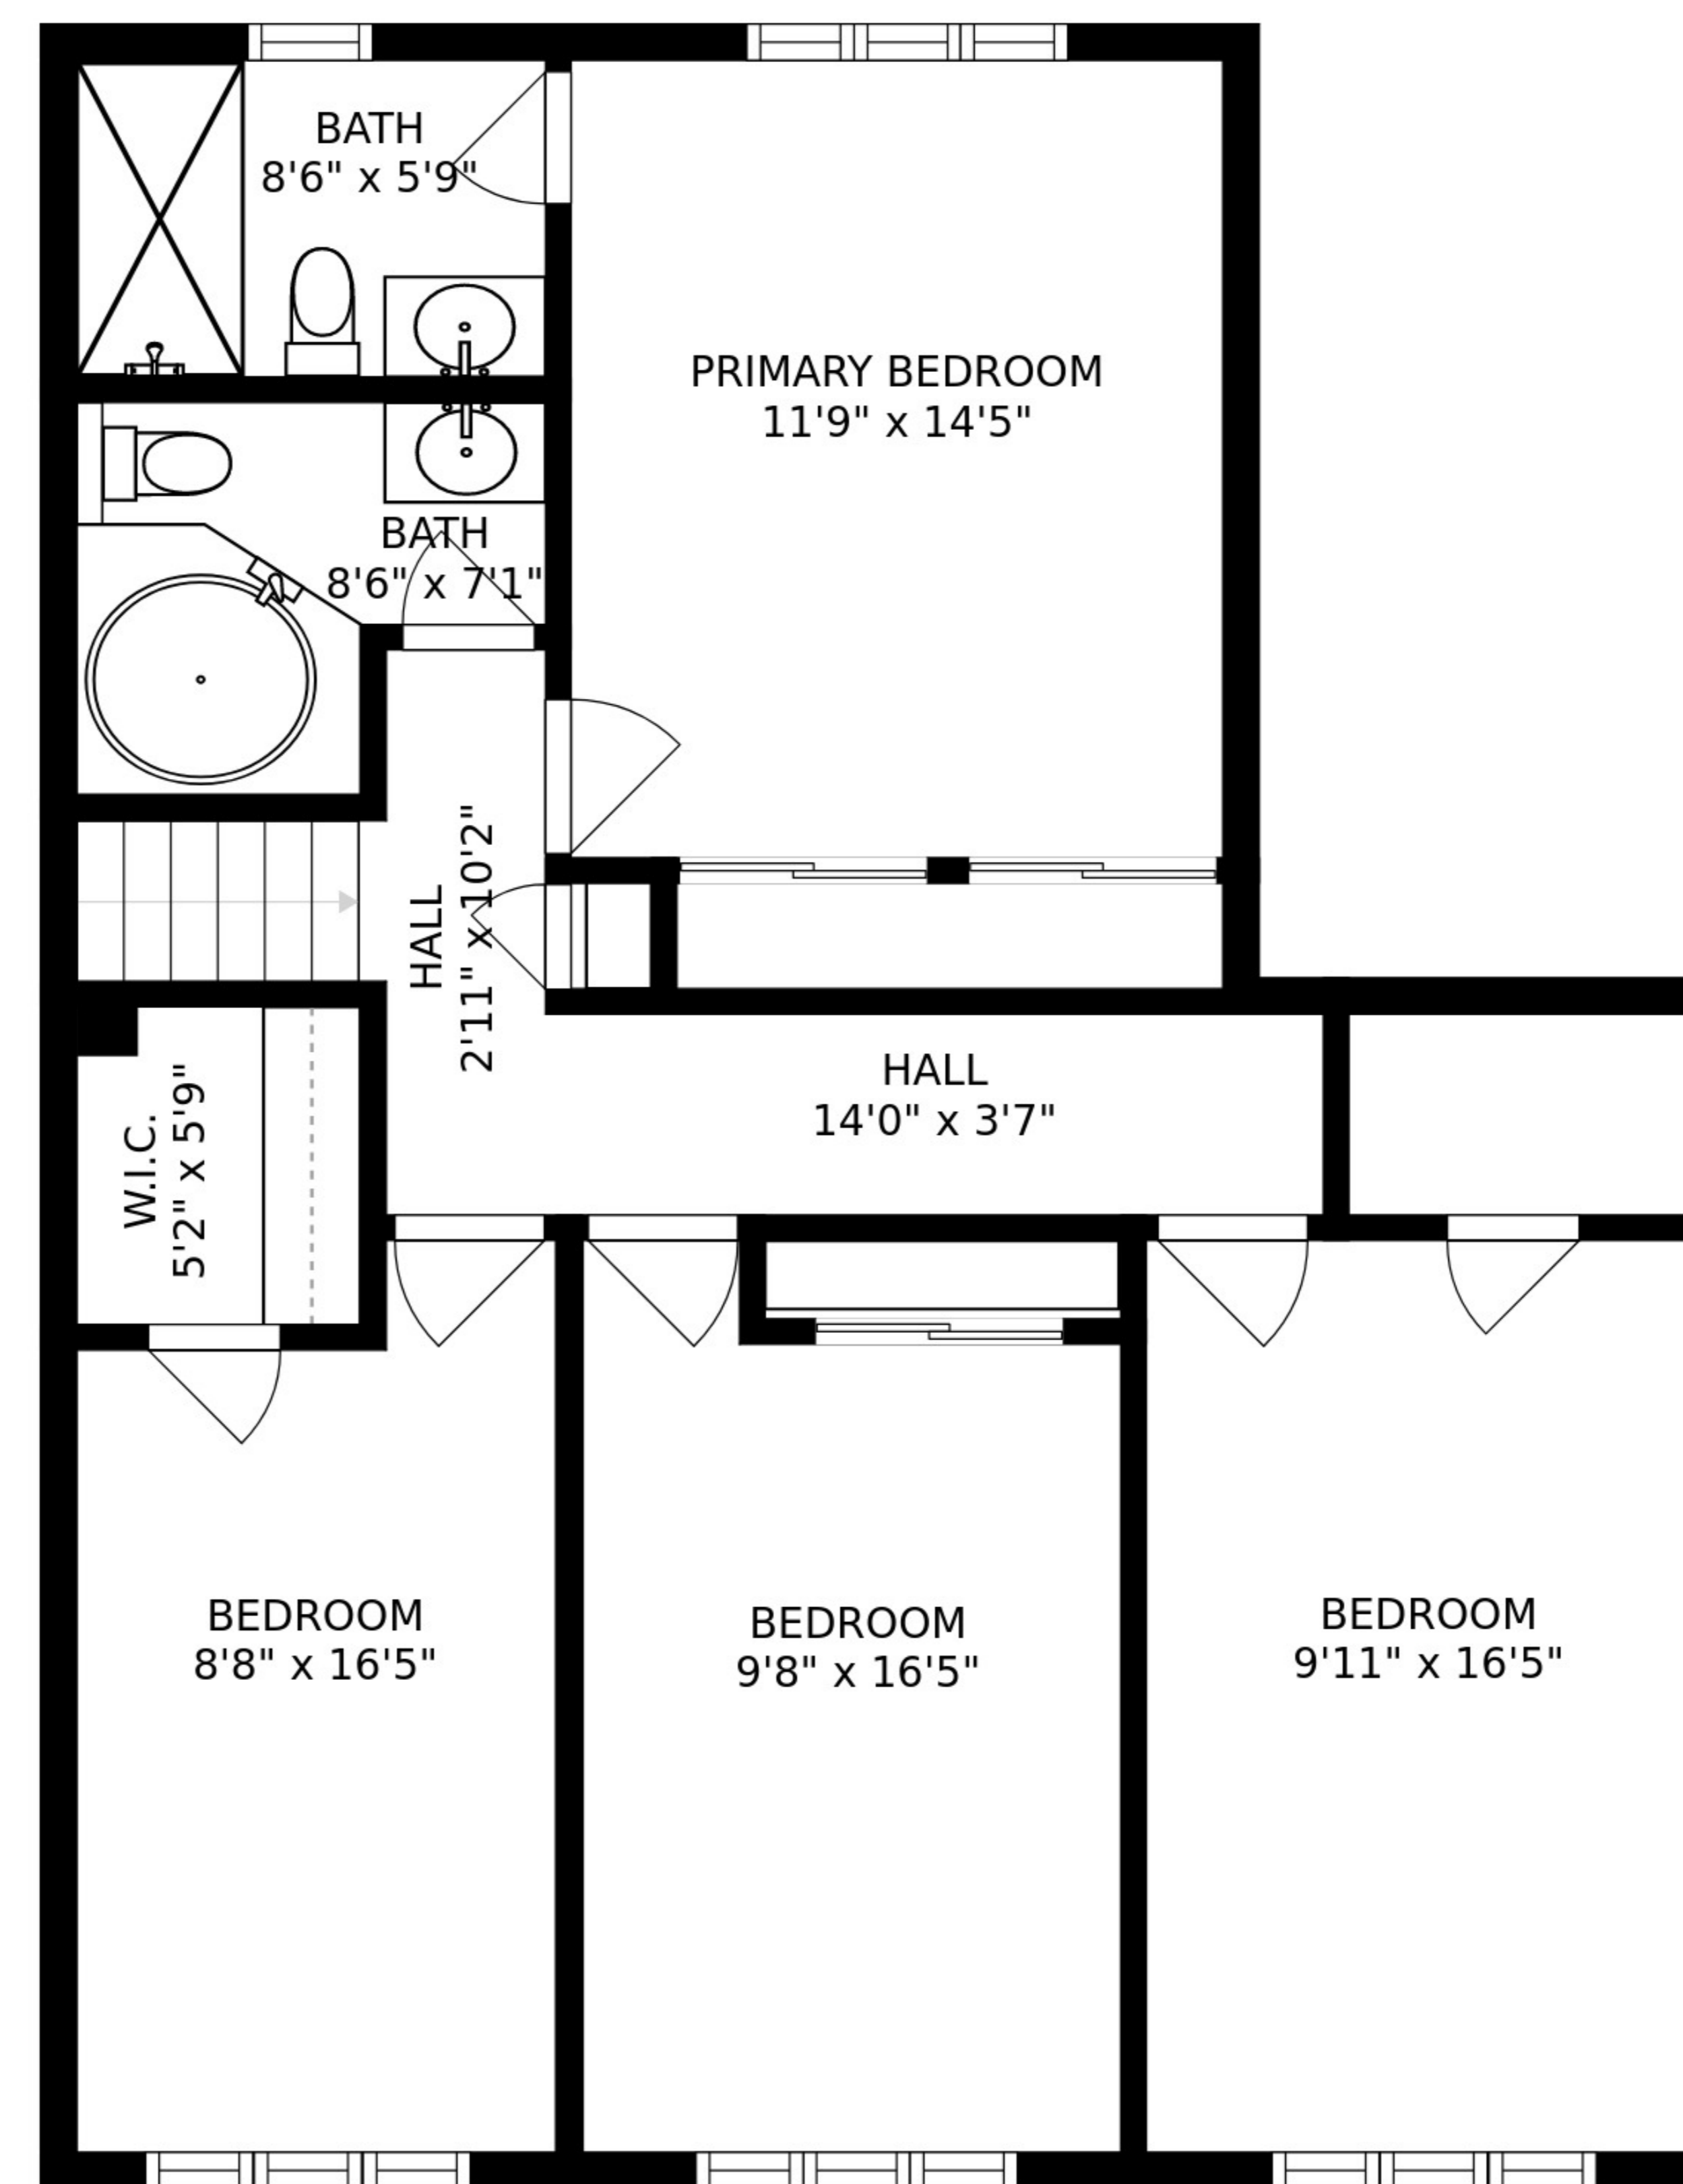 BATH
8'6" x 5'9"
PRIMARY BEDROOM
11'9" x 14'5"
BATH
8'6" x 7'1"
HALL
2'11" x 10'2"
HALL
14'0" x 3'7"
W.I.C.
5'2" x 5'9"
BEDROOM
8'8" x 16'5"
BEDROOM
9'8" x 16'5"
BEDROOM
9'11" x 16'5"